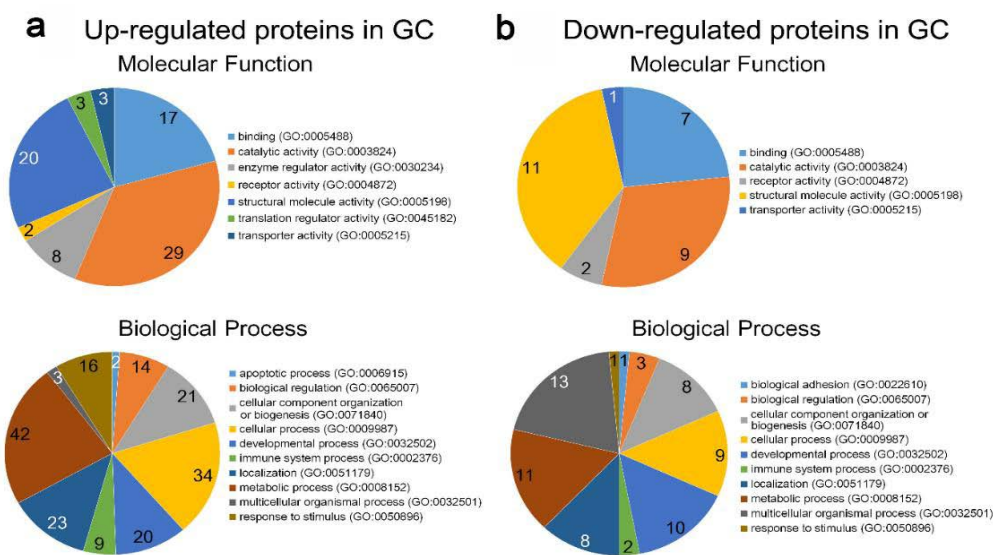 a Up-regulated proteins in GC
Molecular Function
3
3
17
20
2
8
29
binding (GO:0005488)
catalytic activity (GO:0003824)
enzyme regulator activity (GO:0030234)
receptor activity (GO:0004872)
structural molecule activity (GO:0005198)
translation regulator activity (GO:0045182)
transporter activity (GO:0005215)
b Down-regulated proteins in GC
Molecular Function
1
7
11
2
9
binding (GO:0005488)
catalytic activity (GO:0003824)
receptor activity (GO:0004872)
structural molecule activity (GO:0005198)
transporter activity (GO:0005215)
Biological Process
2
14
16
3
21
42
34
23
9
20
apoptotic process (GO:0006915)
biological regulation (GO:0065007)
cellular component organization
or biogenesis (GO:0071840)
cellular process (GO:0009987)
developmental process (GO:0032502)
immune system process (GO:0002376)
localization (GO:0051179)
metabolic process (GO:0008152)
multicellular organismal process (GO:0032501)
response to stimulus (GO:0050896)
Biological Process
1
1
3
13
8
11
9
8
2
10
biological adhesion (GO:0022610)
biological regulation (GO:0065007)
cellular component organization or
biogenesis (GO:0071840)
cellular process (GO:0009987)
developmental process (GO:0032502)
immune system process (GO:0002376)
localization (GO:0051179)
metabolic process (GO:0008152)
multicellular organismal process (GO:0032501)
response to stimulus (GO:0050896)